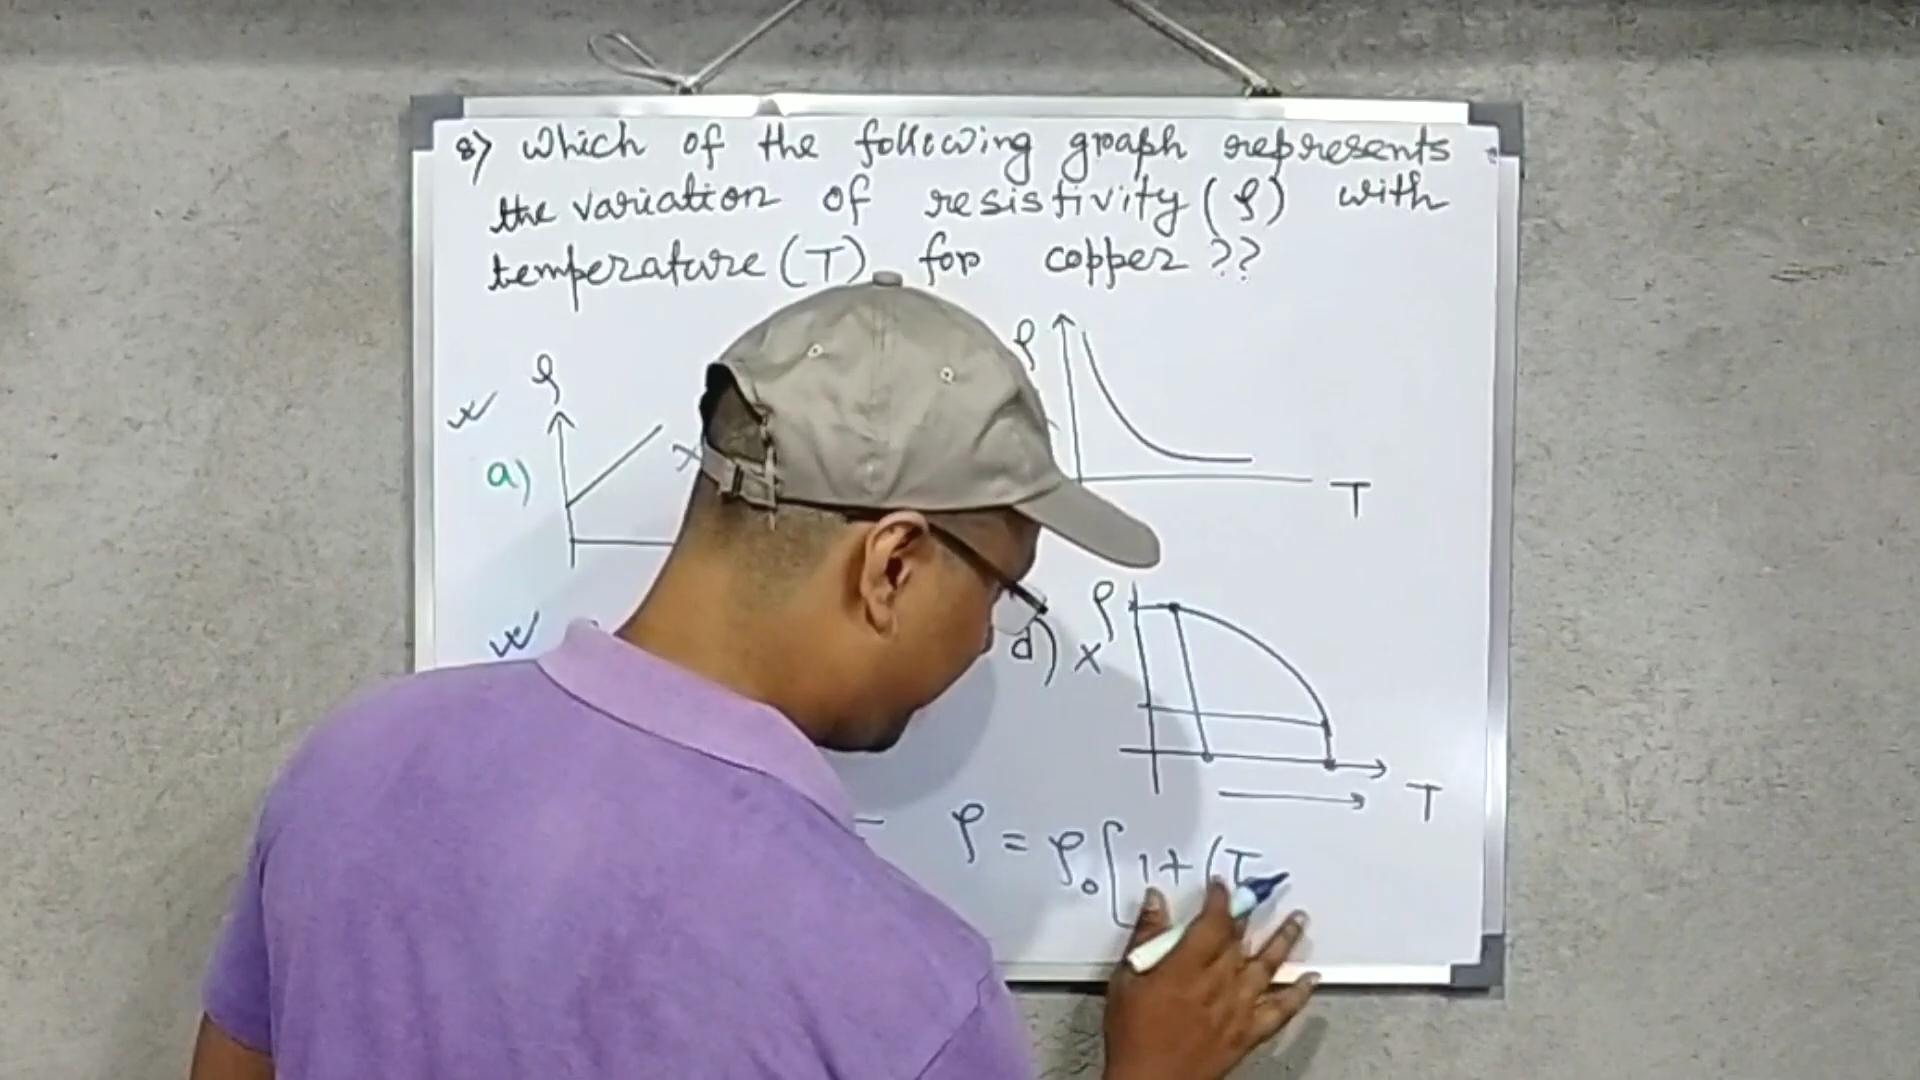 8) Which of the following graph represents
the variation of resistivity (ρ) with
temperature (T) for copper ??
ρ
a)
x
ρ
T
d) x
ρ
T
ρ = ρ₀ [1 + (T